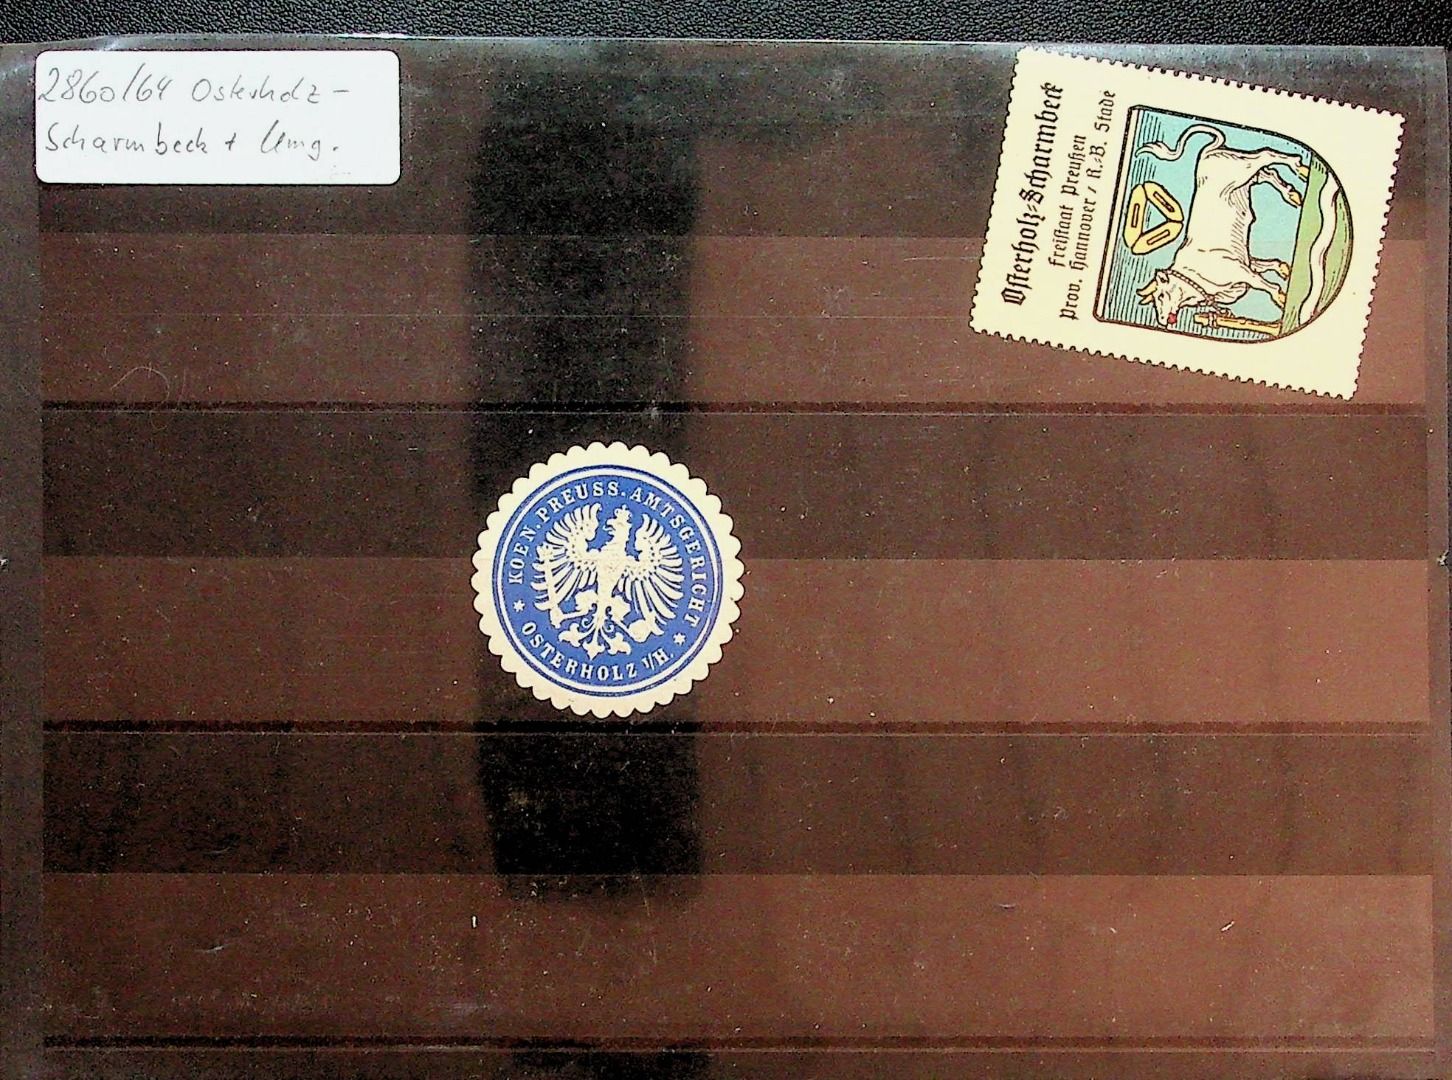 2860/64 Osterholz-
Scharmbeck + Umg.
Osterholz-Scharmbeck
Freistaat Preußen
Prov. Hannover / R.-B. Stade
KOEN. PREUSS. AMTSGERICHT
* OSTERHOLZ I/H. *